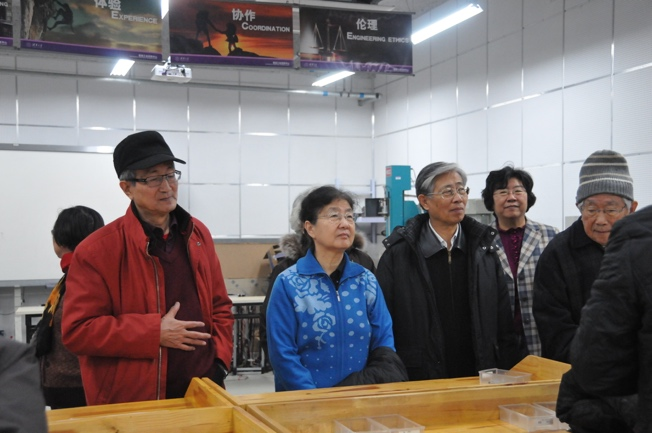 体验
EXPERIENCE
协作
COORDINATION
伦理
ENGINEERING ETHICS